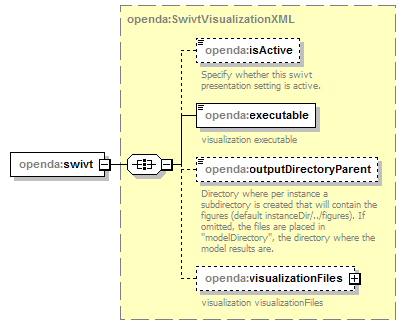 openda:SwivtVisualizationXML
openda:isActive
Specify whether this swivt
presentation setting is active.
openda:executable
visualization executable
openda:swivt
openda:outputDirectoryParent
Directory where per instance a
subdirectory is created that will contain the
figures (default instanceDir/../figures). If
omitted, the files are placed in
"modelDirectory", the directory where the
model results are.
openda:visualizationFiles
visualization visualizationFiles